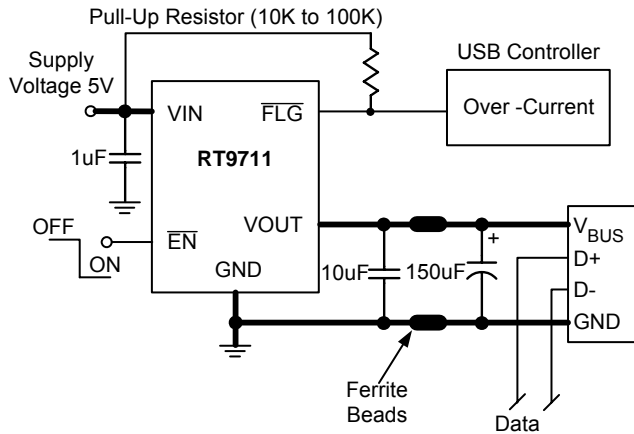 Pull-Up Resistor (10K to 100K)
Supply
Voltage 5V
USB Controller
VIN
FLG
Over -Current
RT9711
1uF
OFF
ON
EN
VOUT
GND
10uF
150uF
+
VBUS
D+
D-
GND
Ferrite
Beads
Data